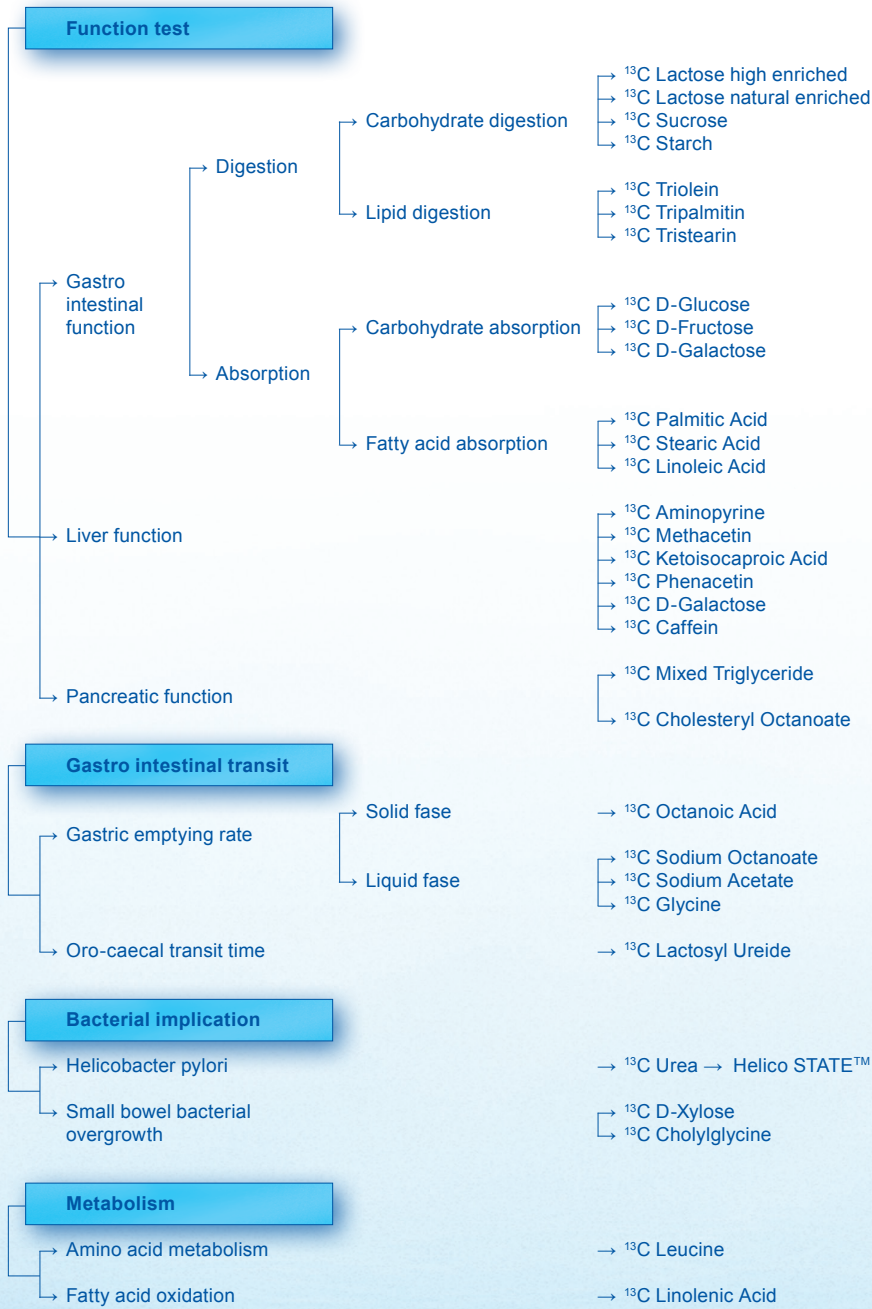 Function test
Digestion
Carbohydrate digestion
¹³C Lactose high enriched
¹³C Lactose natural enriched
¹³C Sucrose
¹³C Starch
Lipid digestion
¹³C Triolein
¹³C Tripalmitin
¹³C Tristearin
Gastro
intestinal
function
Absorption
Carbohydrate absorption
¹³C D-Glucose
¹³C D-Fructose
¹³C D-Galactose
Fatty acid absorption
¹³C Palmitic Acid
¹³C Stearic Acid
¹³C Linoleic Acid
Liver function
¹³C Aminopyrine
¹³C Methacetin
¹³C Ketoisocaproic Acid
¹³C Phenacetin
¹³C D-Galactose
¹³C Caffein
Pancreatic function
¹³C Mixed Triglyceride
¹³C Cholesteryl Octanoate
Gastro intestinal transit
Gastric emptying rate
Solid fase
→ ¹³C Octanoic Acid
Liquid fase
¹³C Sodium Octanoate
¹³C Sodium Acetate
¹³C Glycine
Oro-caecal transit time
→ ¹³C Lactosyl Ureide
Bacterial implication
Helicobacter pylori
→ ¹³C Urea → Helico STATE™
Small bowel bacterial
overgrowth
¹³C D-Xylose
¹³C Cholylglycine
Metabolism
Amino acid metabolism
→ ¹³C Leucine
Fatty acid oxidation
→ ¹³C Linolenic Acid